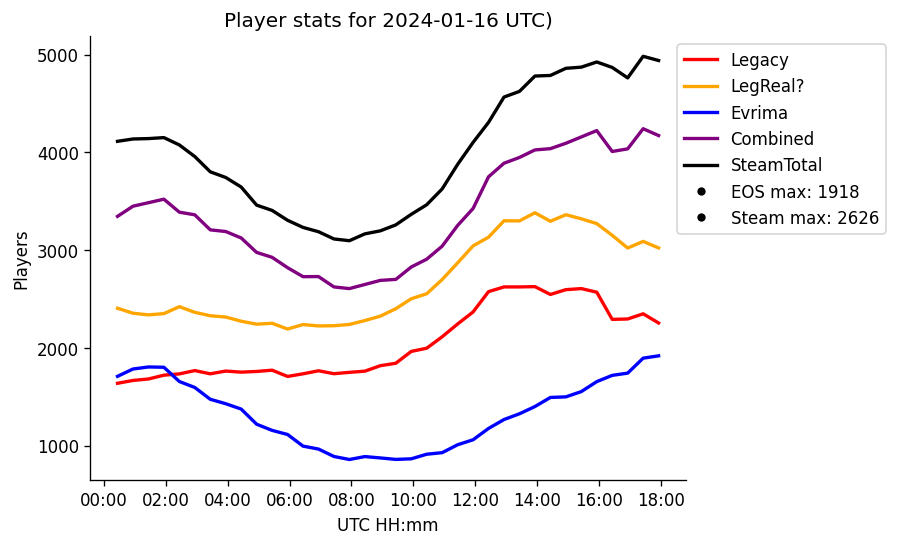 Player stats for 2024-01-16 UTC)
5000
4000
3000
2000
1000
Players
00:00 02:00 04:00 06:00 08:00 10:00 12:00 14:00 16:00 18:00
UTC HH:mm
Legacy
LegReal?
Evrima
Combined
SteamTotal
EOS max: 1918
Steam max: 2626